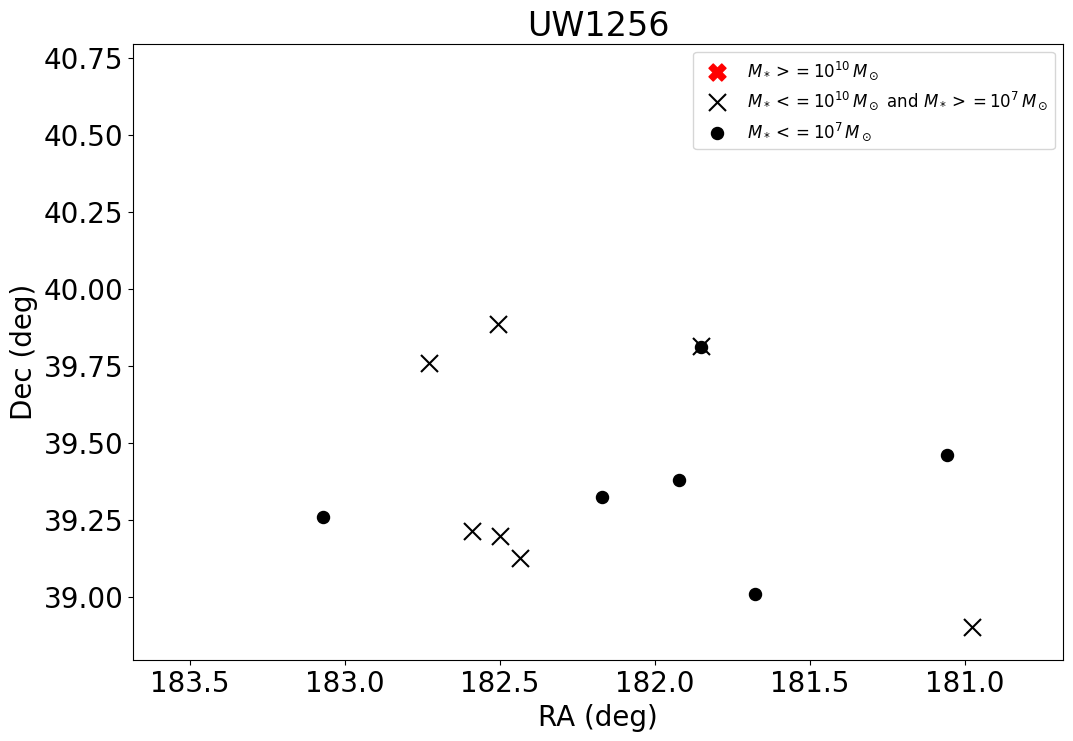 UW1256
M* >= 10^10 M⊙
M* <= 10^10 M⊙ and M* >= 10^7 M⊙
M* <= 10^7 M⊙
40.75
40.50
40.25
40.00
39.75
39.50
39.25
39.00
Dec (deg)
183.5 183.0 182.5 182.0 181.5 181.0
RA (deg)